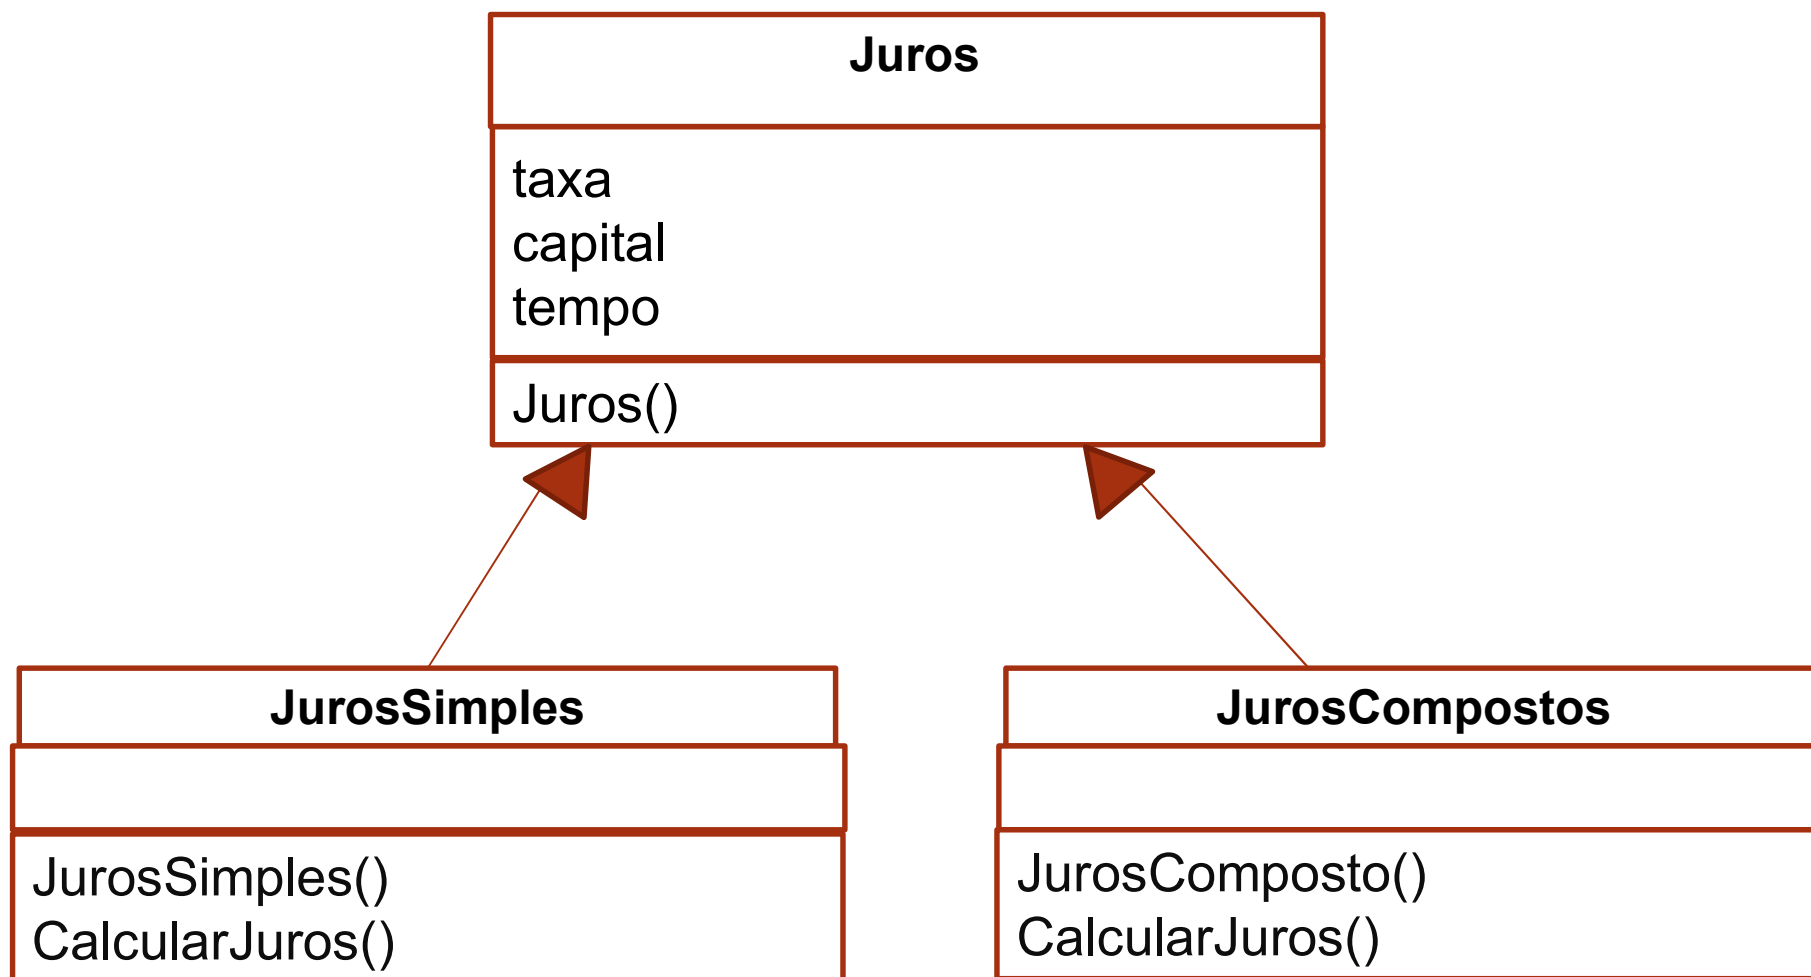 Juros
taxa
capital
tempo
Juros()
JurosSimples
JurosSimples()
CalcularJuros()
JurosCompostos
JurosComposto()
CalcularJuros()